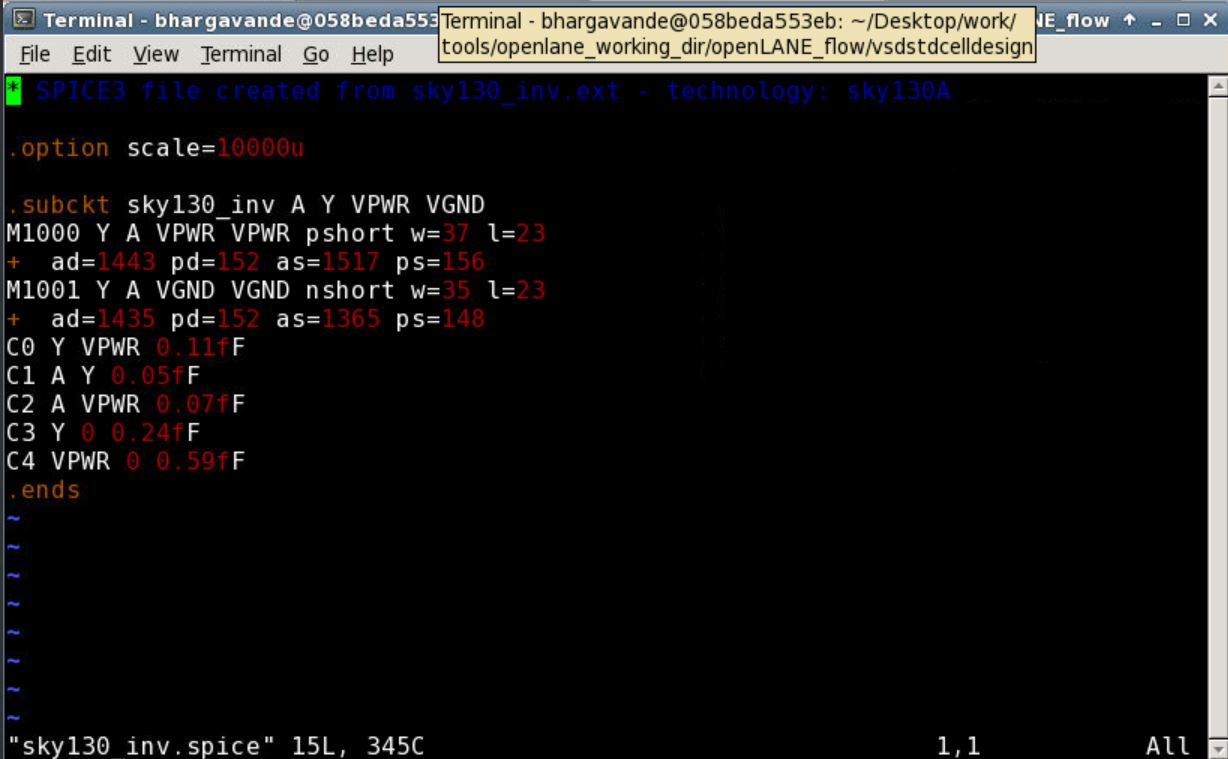 Terminal - bhargavande@058beda553
NE_flow
Terminal - bhargavande@058beda553eb: ~/Desktop/work/
tools/openlane_working_dir/openLANE_flow/vsdstdcelldesign
File Edit View Terminal Go Help
* SPICE3 file created from sky130_inv.ext - technology: sky130A
.option scale=10000u
.subckt sky130_inv A Y VPWR VGND
M1000 Y A VPWR VPWR pshort w=37 l=23
+  ad=1443 pd=152 as=1517 ps=156
M1001 Y A VGND VGND nshort w=35 l=23
+  ad=1435 pd=152 as=1365 ps=148
C0 Y VPWR 0.11fF
C1 A Y 0.05fF
C2 A VPWR 0.07fF
C3 Y 0 0.24fF
C4 VPWR 0 0.59fF
.ends
~
~
~
~
~
~
~
~
"sky130_inv.spice" 15L, 345C 1,1 All